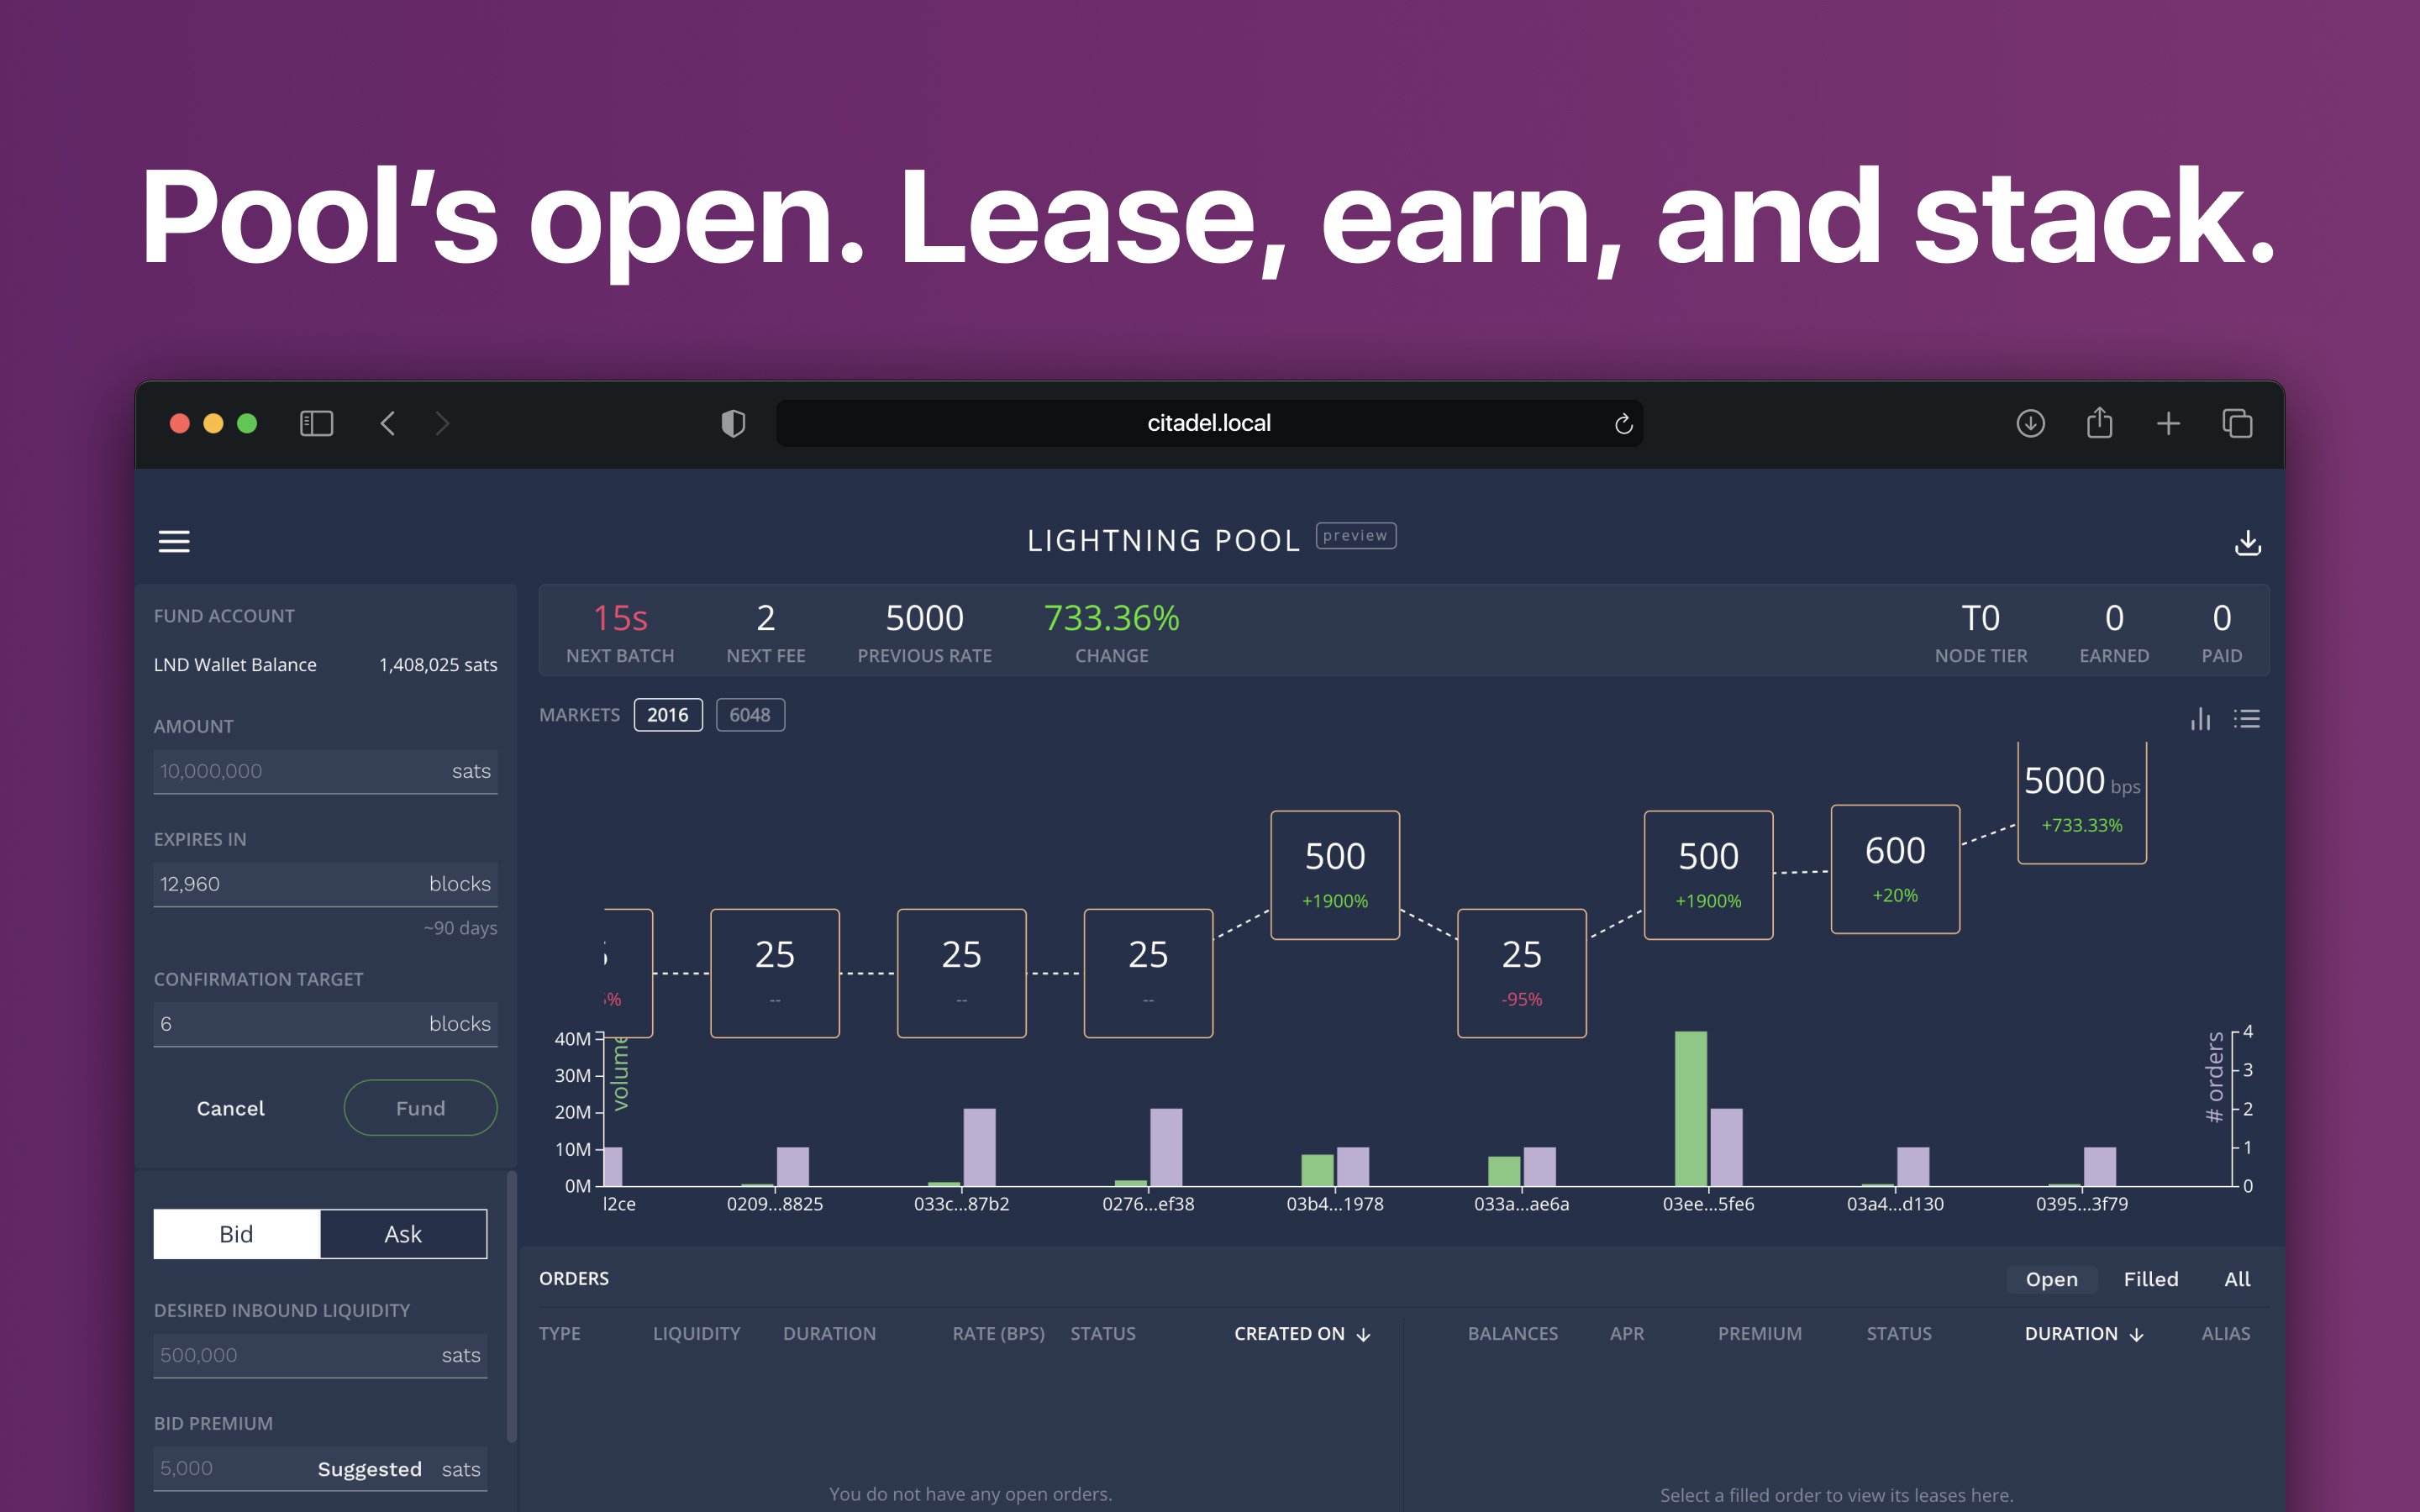 Pool’s open. Lease, earn, and stack.
citadel.local
LIGHTNING POOL preview
FUND ACCOUNT
LND Wallet Balance 1,408,025 sats
AMOUNT
10,000,000 sats
EXPIRES IN
12,960 blocks
~90 days
CONFIRMATION TARGET
6 blocks
Cancel Fund
Bid Ask
DESIRED INBOUND LIQUIDITY
500,000 sats
BID PREMIUM
5,000 Suggested sats
15s 2 5000 733.36% T0 0 0
NEXT BATCH NEXT FEE PREVIOUS RATE CHANGE NODE TIER EARNED PAID
MARKETS 2016 6048
5000 bps
+733.33%
500 500 600
+1900% +1900% +20%
25 25 25 25
% -- -- -- -95%
40M volume # orders 4
30M 3
20M 2
10M 1
0M 0
l2ce 0209...8825 033c...87b2 0276...ef38 03b4...1978 033a...ae6a 03ee...5fe6 03a4...d130 0395...3f79
ORDERS Open Filled All
TYPE LIQUIDITY DURATION RATE (BPS) STATUS CREATED ON BALANCES APR PREMIUM STATUS DURATION ALIAS
You do not have any open orders. Select a filled order to view its leases here.